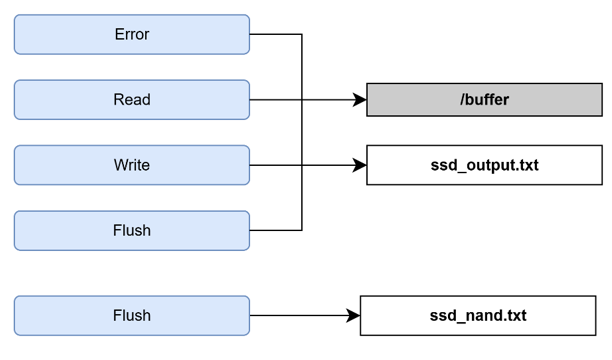 Error
Read
/buffer
Write
ssd_output.txt
Flush
Flush
ssd_nand.txt